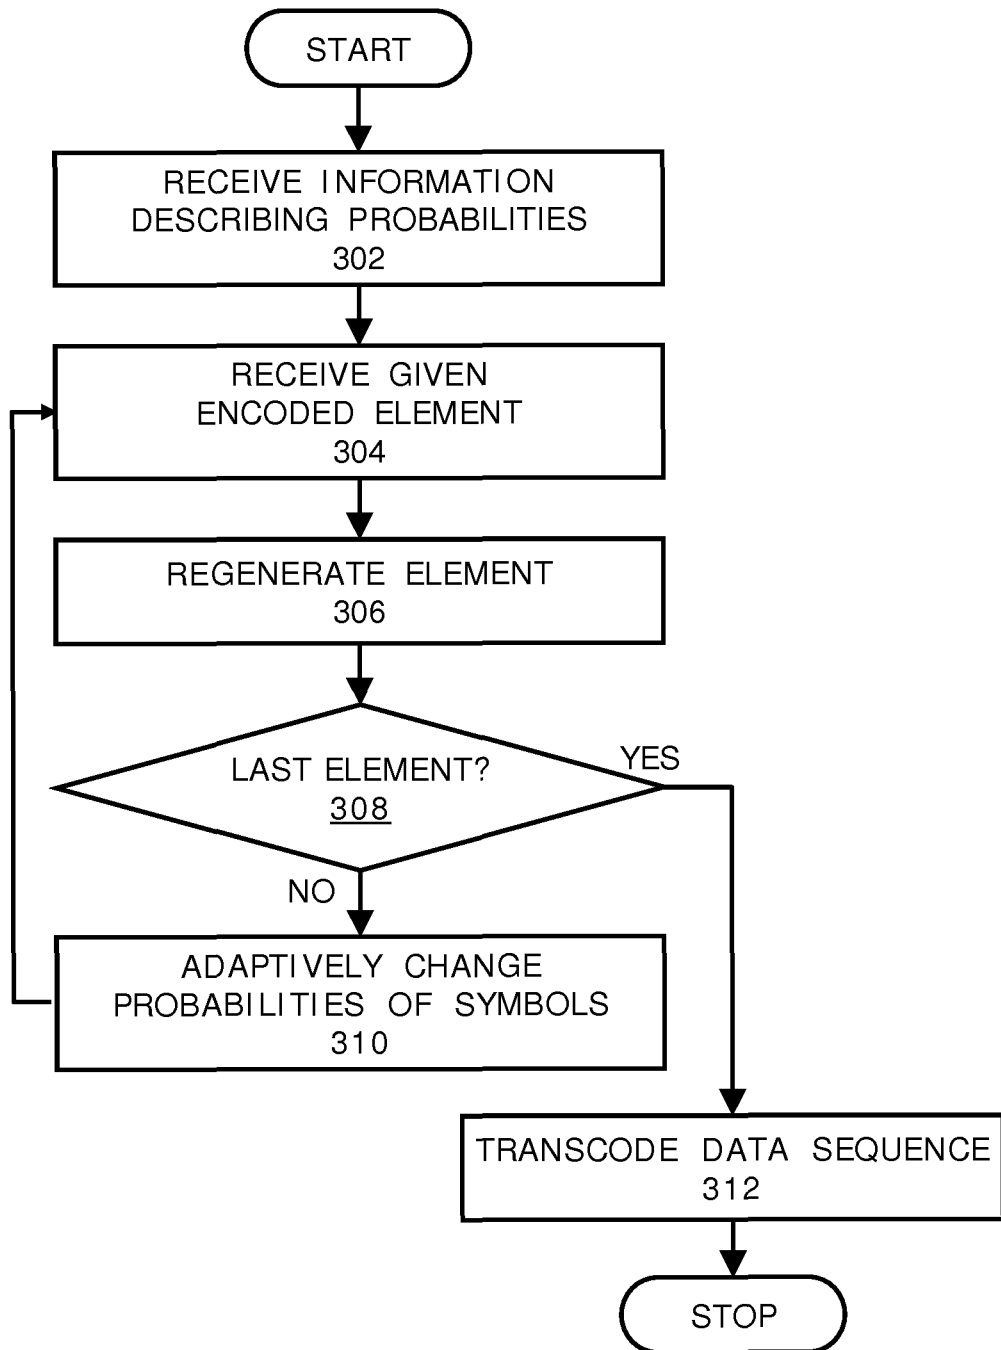 START
RECEIVE INFORMATION
DESCRIBING PROBABILITIES
302
RECEIVE GIVEN
ENCODED ELEMENT
304
REGENERATE ELEMENT
306
LAST ELEMENT?
308
YES
NO
ADAPTIVELY CHANGE
PROBABILITIES OF SYMBOLS
310
TRANSCODE DATA SEQUENCE
312
STOP